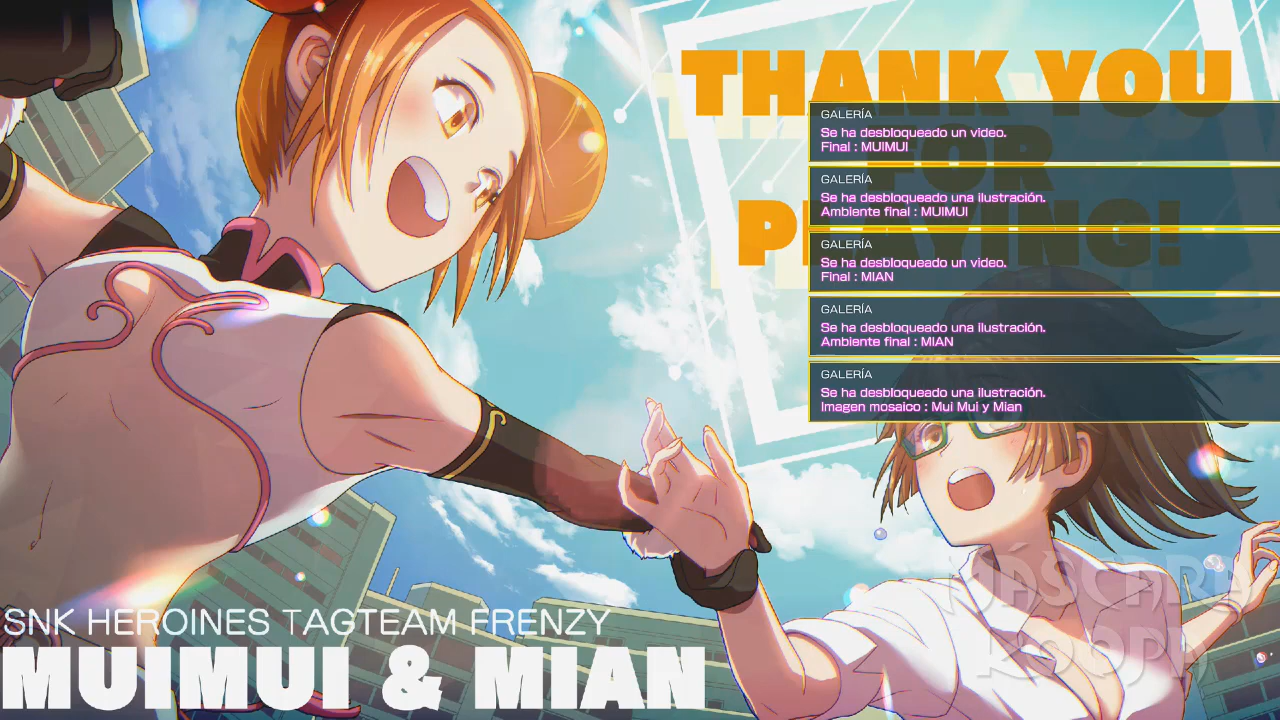 THANK YOU
FOR
PLAYING!
GALERÍA
Se ha desbloqueado un video.
Final : MUIMUI
GALERÍA
Se ha desbloqueado una ilustración.
Ambiente final : MUIMUI
GALERÍA
Se ha desbloqueado un video.
Final : MIAN
GALERÍA
Se ha desbloqueado una ilustración.
Ambiente final : MIAN
GALERÍA
Se ha desbloqueado una ilustración.
Imagen mosaico : Mui Mui y Mian
MÁSCARA
KOOPA
SNK HEROINES TAGTEAM FRENZY
MUIMUI & MIAN